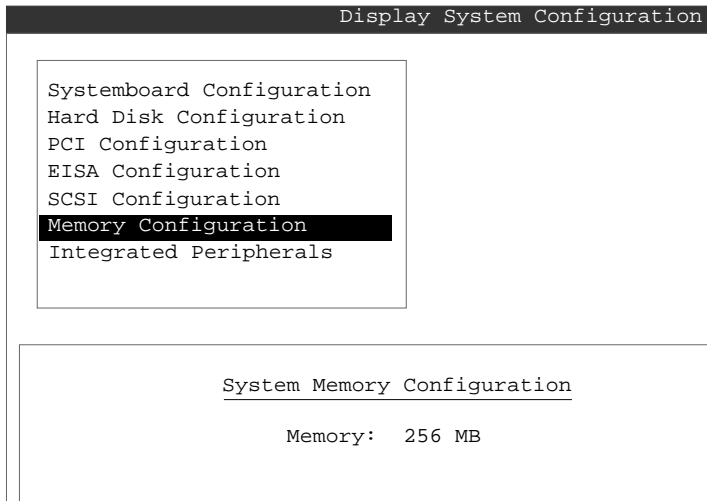 Display System Configuration
Systemboard Configuration
Hard Disk Configuration
PCI Configuration
EISA Configuration
SCSI Configuration
Memory Configuration
Integrated Peripherals
System Memory Configuration
Memory: 256 MB